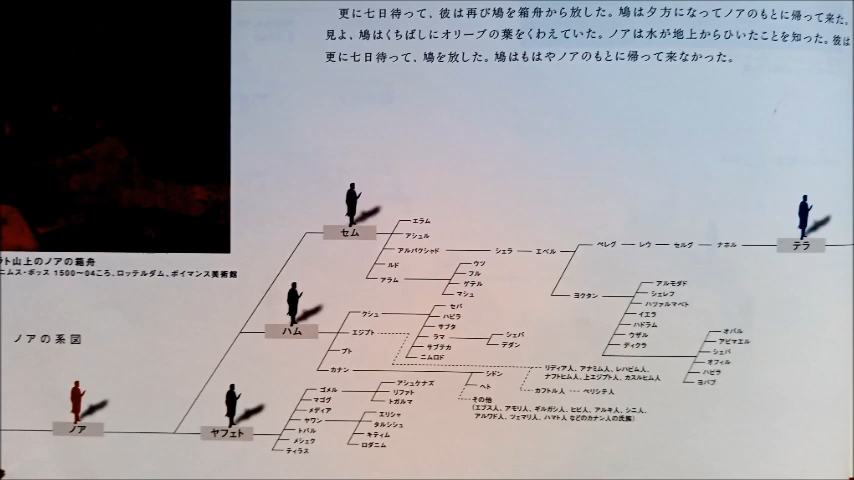 更に七日待って、彼は再び鳩を箱舟から放した。鳩は夕方になってノアのもとに帰って来た。
見よ、鳩はくちばしにオリーブの葉をくわえていた。ノアは水が地上からひいたことを知った。彼は
更に七日待って、鳩を放した。鳩はもはやノアのもとに帰って来なかった。
ト山上のノアの箱舟
ニムス・ボッス 1500〜04ころ、ロッテルダム、ボイマンス美術館
ノアの系図
ノア
セム
エラム
アシュル
アルパクシャド
シェラ
エベル
ペレグ
レウ
セルグ
ナホル
テラ
ルド
アラム
ウツ
フル
ゲテル
マシュ
ヨクタン
アルモダド
シェレフ
ハツァルマベト
イエラ
ハドラム
ウザル
ディクラ
オバル
アビマエル
シェバ
オフィル
ハビラ
ヨバブ
ハム
クシュ
セバ
ハビラ
サブタ
ラマ
シェバ
デダン
サブテカ
ニムロド
エジプト
リディア人、アナミム人、レハビム人、
ナフトヒム人、上エジプト人、カスルヒム人
カフトル人
ペリシテ人
プト
カナン
シドン
ヘト
その他
(エブス人、アモリ人、ギルガシ人、ヒビ人、アルキ人、シニ人、
アルワド人、ツェマリ人、ハマト人 などのカナン人の氏族)
ヤフェト
ゴメル
アシュケナズ
リファト
トガルマ
マゴグ
メディア
ヤワン
エリシャ
タルシシュ
キティム
ロダニム
トバル
メシェク
ティラス